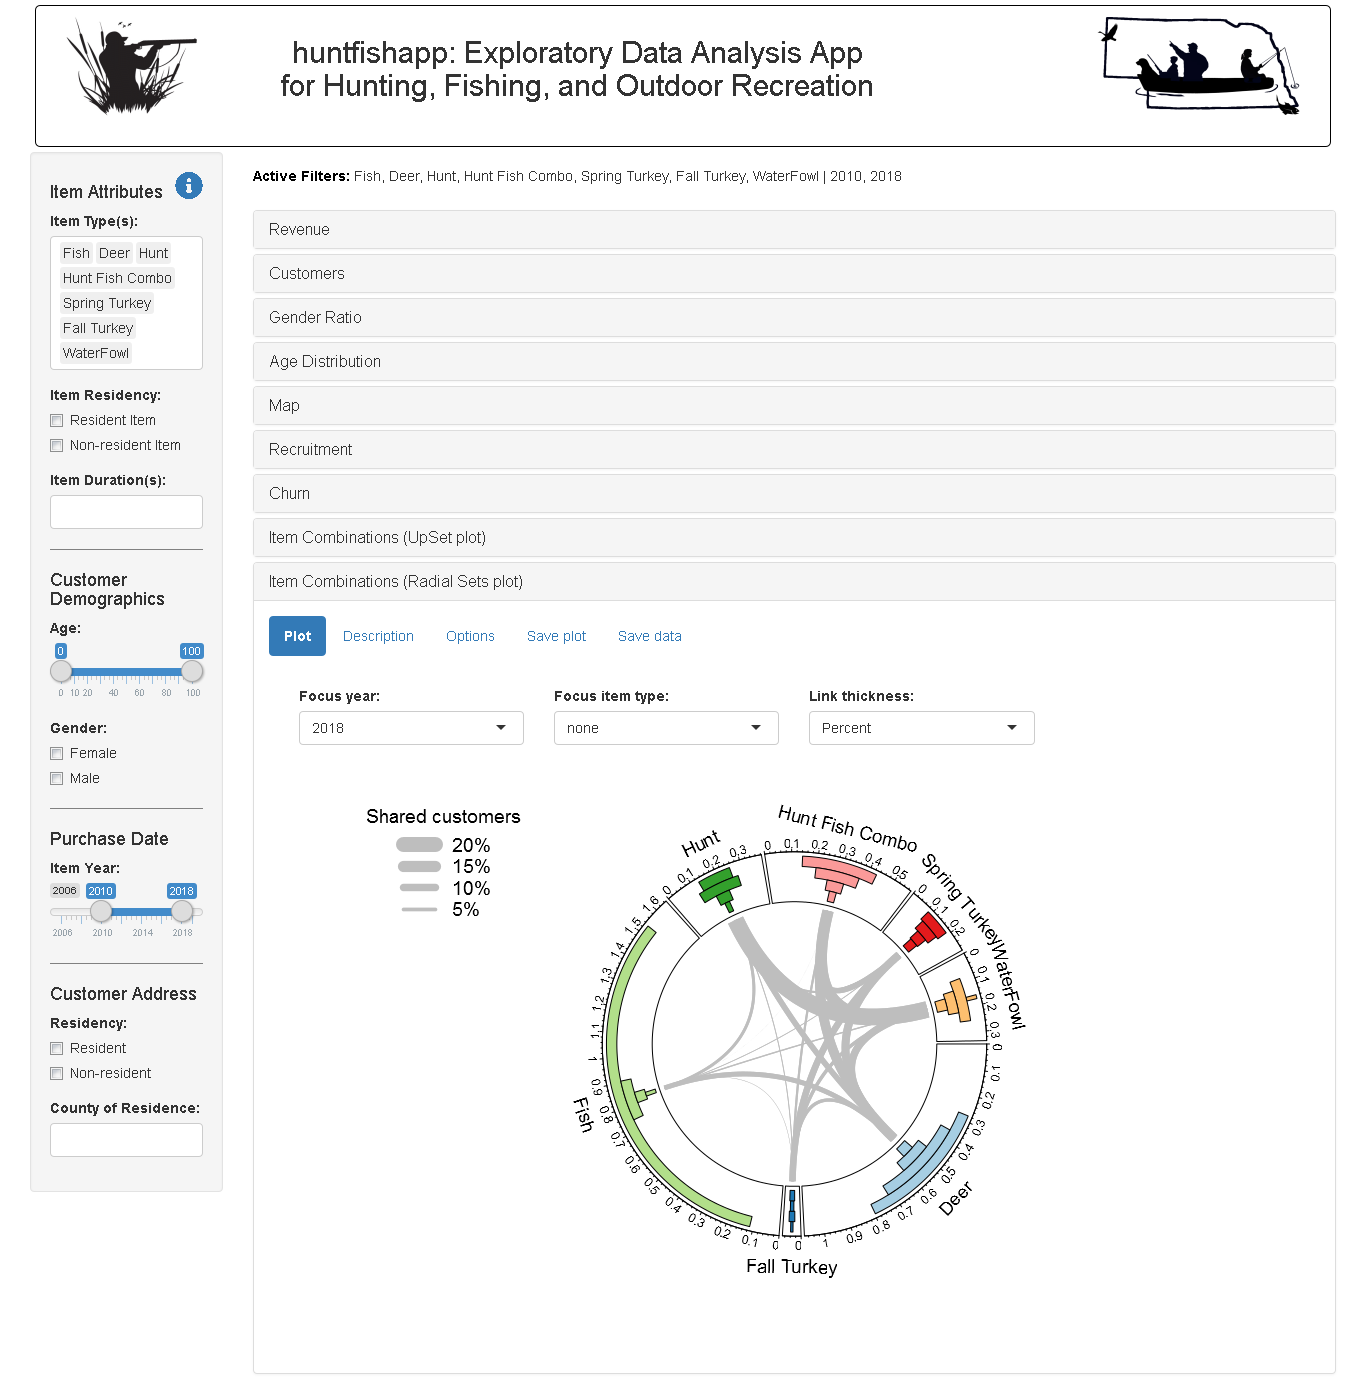 huntfishapp: Exploratory Data Analysis App
for Hunting, Fishing, and Outdoor Recreation
Item Attributes
Item Type(s):
Fish Deer Hunt
Hunt Fish Combo
Spring Turkey
Fall Turkey
WaterFowl
Item Residency:
Resident Item
Non-resident Item
Item Duration(s):
Customer
Demographics
Age:
0 100
0 10 20 40 60 80 100
Gender:
Female
Male
Purchase Date
Item Year:
2006 2010 2018
2006 2010 2014 2018
Customer Address
Residency:
Resident
Non-resident
County of Residence:
Active Filters: Fish, Deer, Hunt, Hunt Fish Combo, Spring Turkey, Fall Turkey, WaterFowl | 2010, 2018
Revenue
Customers
Gender Ratio
Age Distribution
Map
Recruitment
Churn
Item Combinations (UpSet plot)
Item Combinations (Radial Sets plot)
Plot Description Options Save plot Save data
Focus year: Focus item type: Link thickness:
2018 none Percent
Shared customers
20%
15%
10%
5%
Hunt
0 0.1 0.2 0.3
Hunt Fish Combo
0 0.1 0.2 0.3 0.4 0.5
Spring Turkey
0 0.1 0.2
WaterFowl
0 0.1 0.2 0.3
Deer
0 0.1 0.2 0.3 0.4 0.5 0.6 0.7 0.8 0.9 1
Fall Turkey
0
Fish
0 0.1 0.2 0.3 0.4 0.5 0.6 0.7 0.8 0.9 1 1.1 1.2 1.3 1.4 1.5 1.6